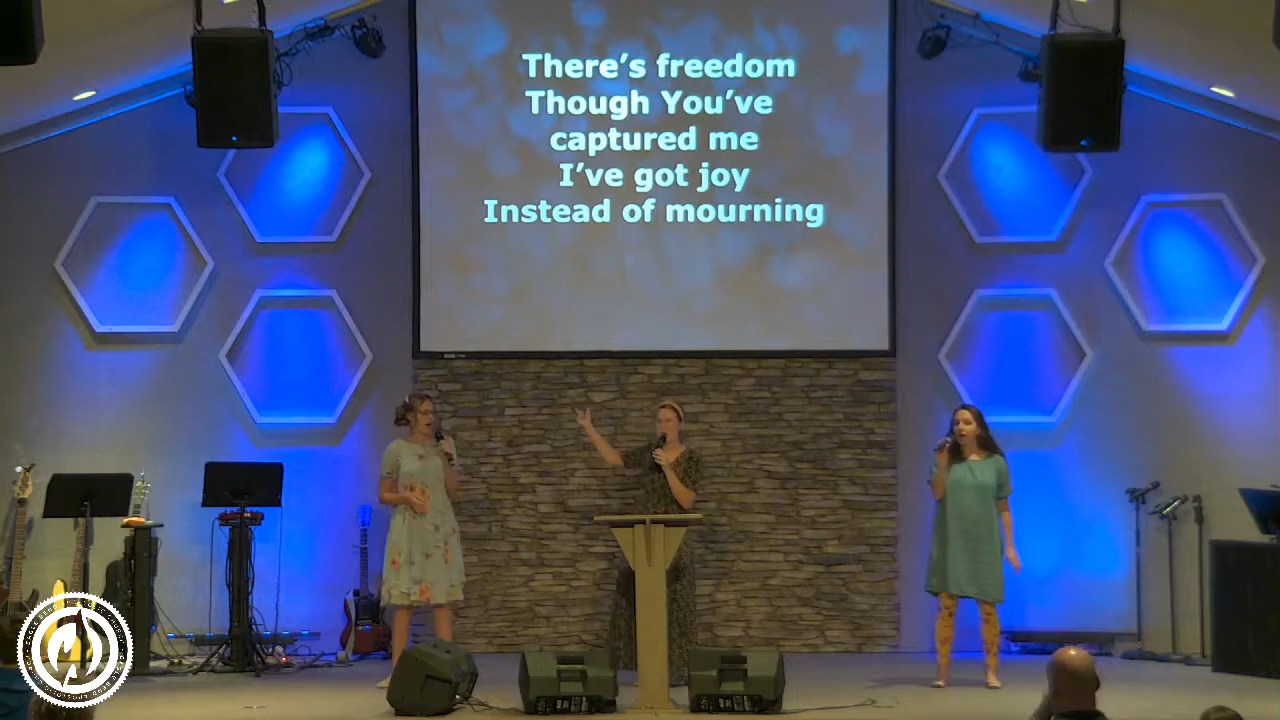 There's freedom
Though You've
captured me
I've got joy
Instead of mourning